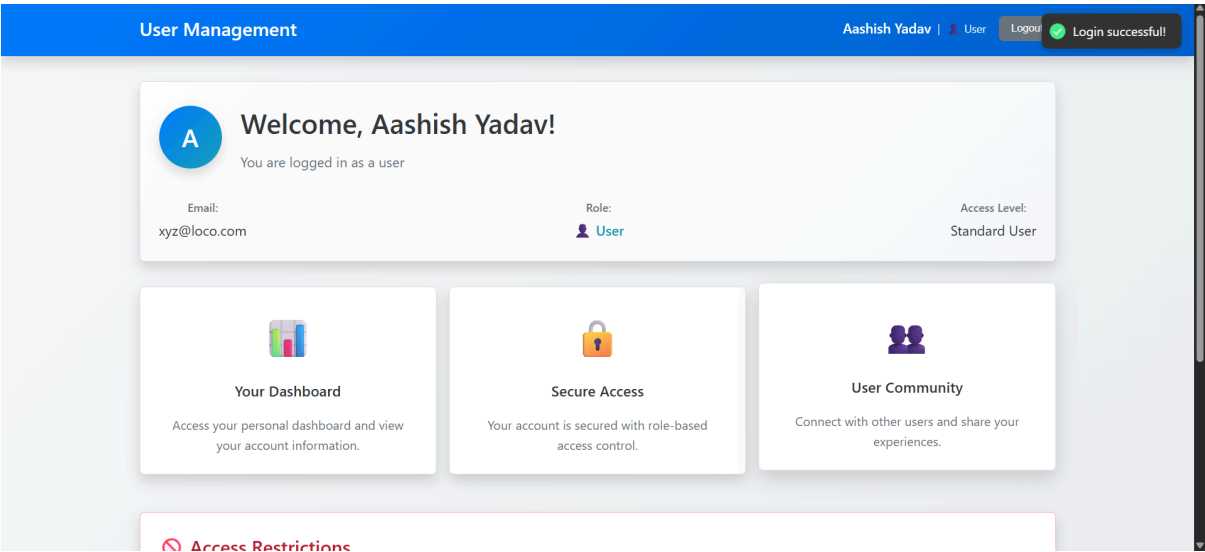 User Management
Aashish Yadav | User
Login successful!
A
Welcome, Aashish Yadav!
You are logged in as a user
Email:
xyz@loco.com
Role:
User
Access Level:
Standard User
Your Dashboard
Access your personal dashboard and view
your account information.
Secure Access
Your account is secured with role-based
access control.
User Community
Connect with other users and share your
experiences.
Access Restrictions